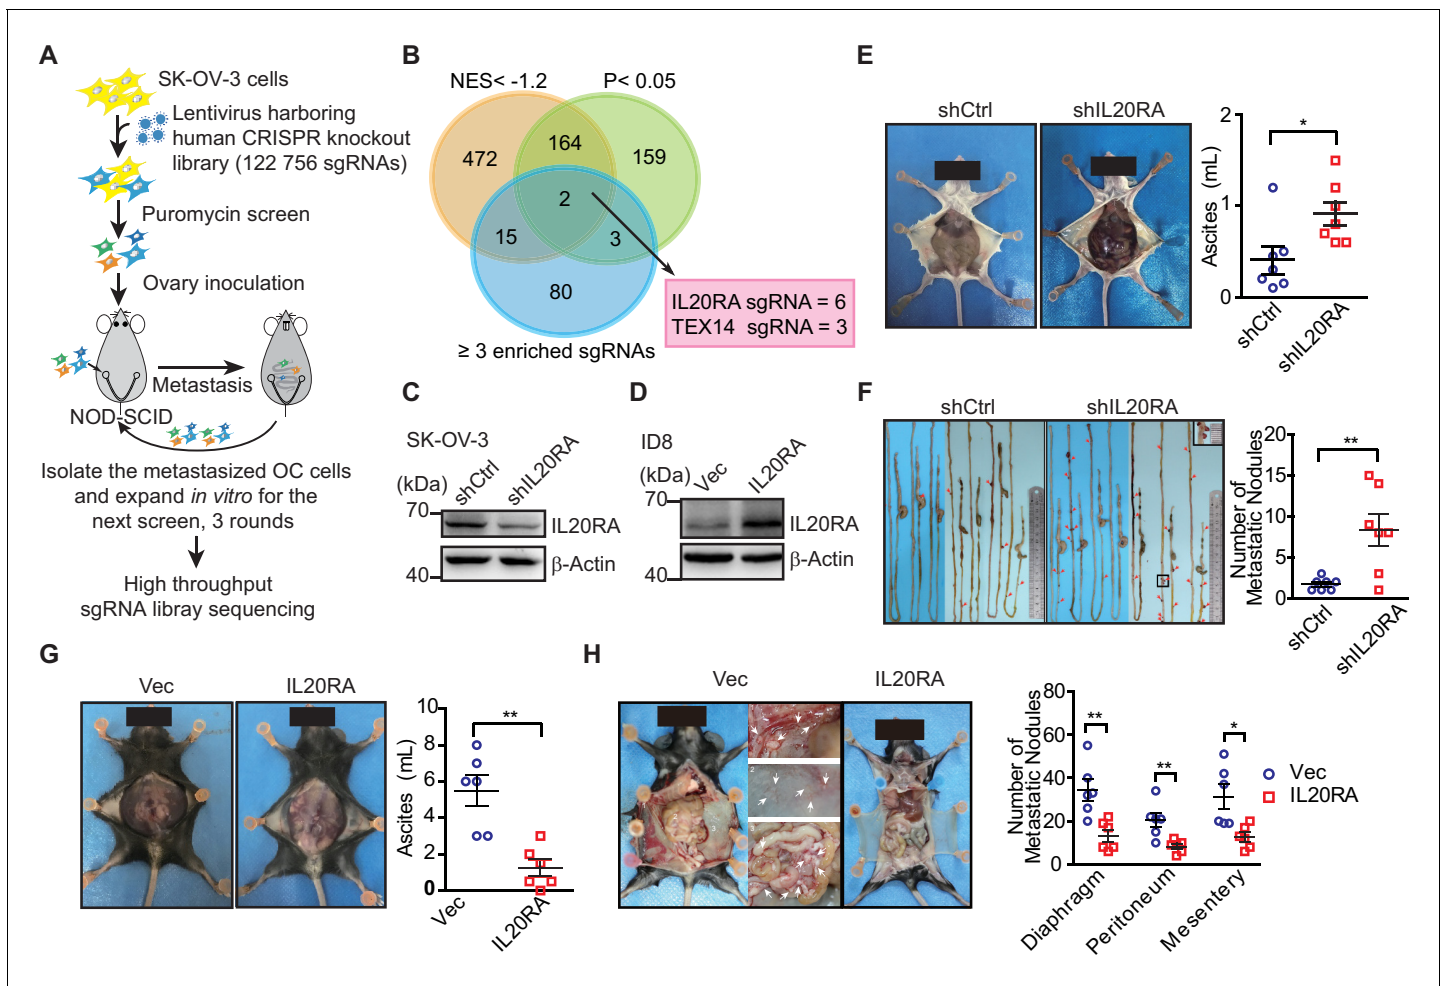 A
SK-OV-3 cells
Lentivirus harboring
human CRISPR knockout
library (122 756 sgRNAs)
Puromycin screen
Ovary inoculation
Metastasis
NOD-SCID
Isolate the metastasized OC cells
and expand in vitro for the
next screen, 3 rounds
High throughput
sgRNA libray sequencing
B
NES< -1.2
P< 0.05
472
164
159
2
15
3
80
≥ 3 enriched sgRNAs
IL20RA sgRNA = 6
TEX14 sgRNA = 3
C
SK-OV-3
(kDa)
shCtrl
shIL20RA
70
IL20RA
β-Actin
40
D
ID8
(kDa)
Vec
IL20RA
70
IL20RA
β-Actin
40
E
shCtrl
shIL20RA
Ascites (mL)
2
1
0
*
shCtrl
shIL20RA
F
shCtrl
shIL20RA
Number of
Metastatic Nodules
20
15
10
5
0
**
shCtrl
shIL20RA
G
Vec
IL20RA
Ascites (mL)
10
8
6
4
2
0
**
Vec
IL20RA
H
Vec
IL20RA
2
3
2
Number of
Metastatic Nodules
80
60
40
20
0
**
**
*
Vec
IL20RA
Diaphragm
Peritoneum
Mesentery